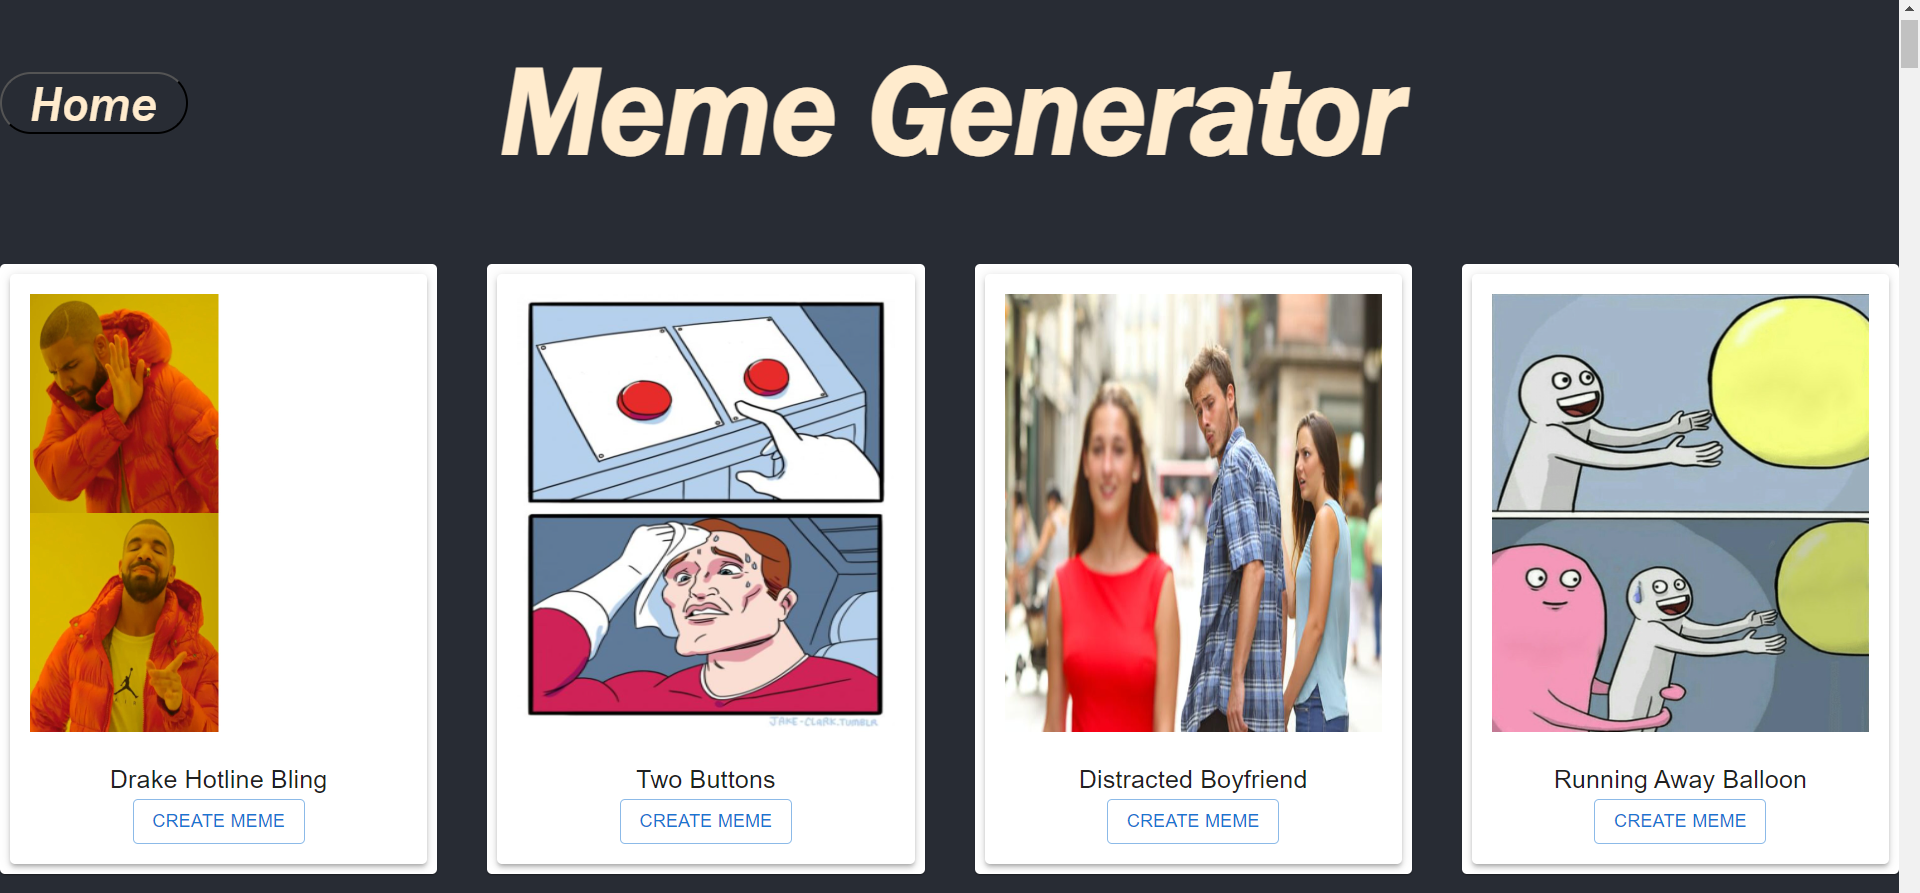 Home
Meme Generator
JAKE-CLARK.TUMBLR
Drake Hotline Bling
CREATE MEME
Two Buttons
CREATE MEME
Distracted Boyfriend
CREATE MEME
Running Away Balloon
CREATE MEME